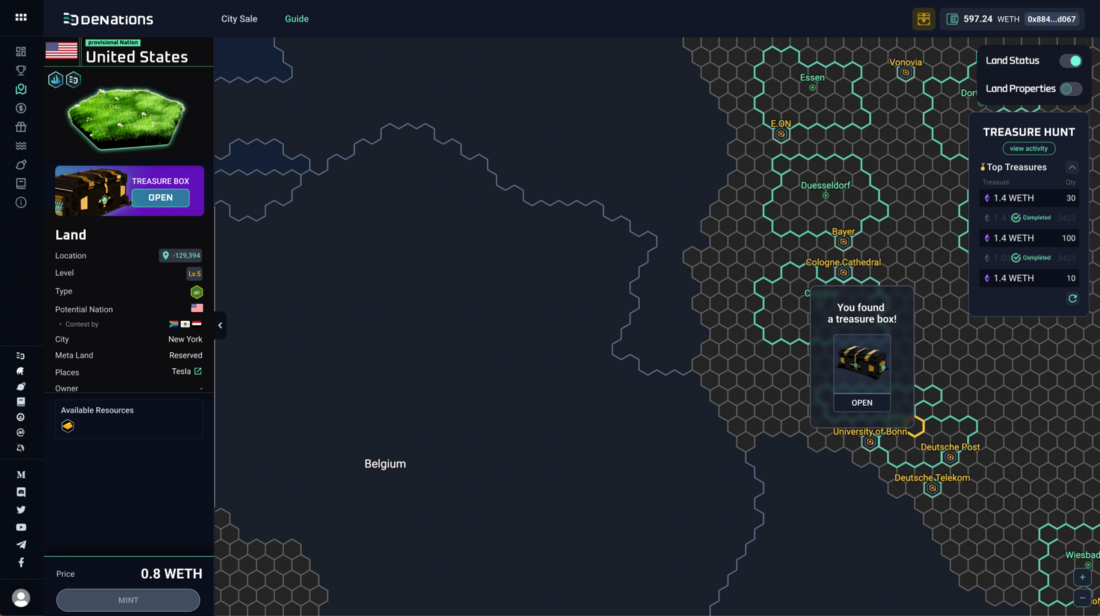 DENATIONS
City Sale
Guide
597.24 WETH
0x884...d067
provisional Nation
United States
TREASURE BOX
OPEN
Land
Location
-129,394
Level
Lv.5
Type
Potential Nation
• Contest by
City
New York
Meta Land
Reserved
Places
Tesla
Owner
-
Available Resources
Price
0.8 WETH
MINT
Essen
Vonovia
E.ON
Duesseldorf
Bayer
Cologne Cathedral
You found
a treasure box!
OPEN
University of Bonn
Deutsche Post
Deutsche Telekom
Belgium
Land Status
Land Properties
TREASURE HUNT
view activity
Top Treasures
Treasure
Qty
1.4 WETH
30
Completed
3423
1.4 WETH
100
Completed
3423
1.4 WETH
10
+
−